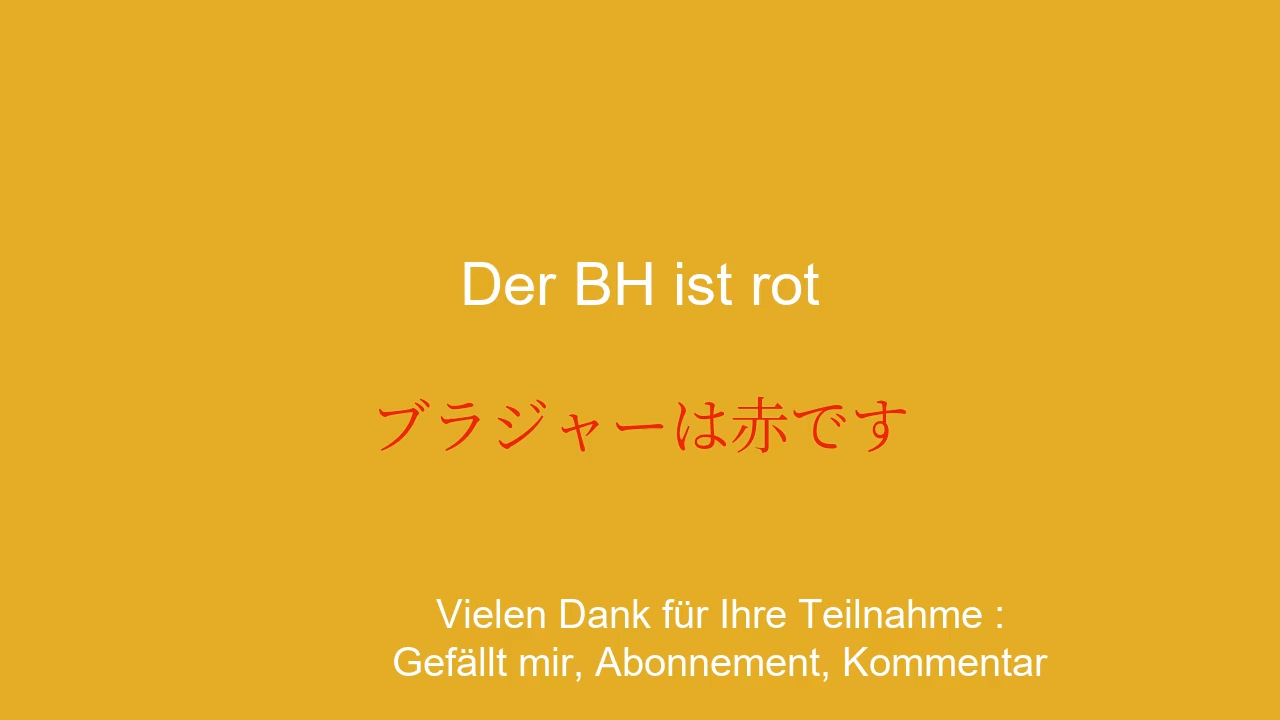 Der BH ist rot
ブラジャーは赤です
Vielen Dank für Ihre Teilnahme :
Gefällt mir, Abonnement, Kommentar